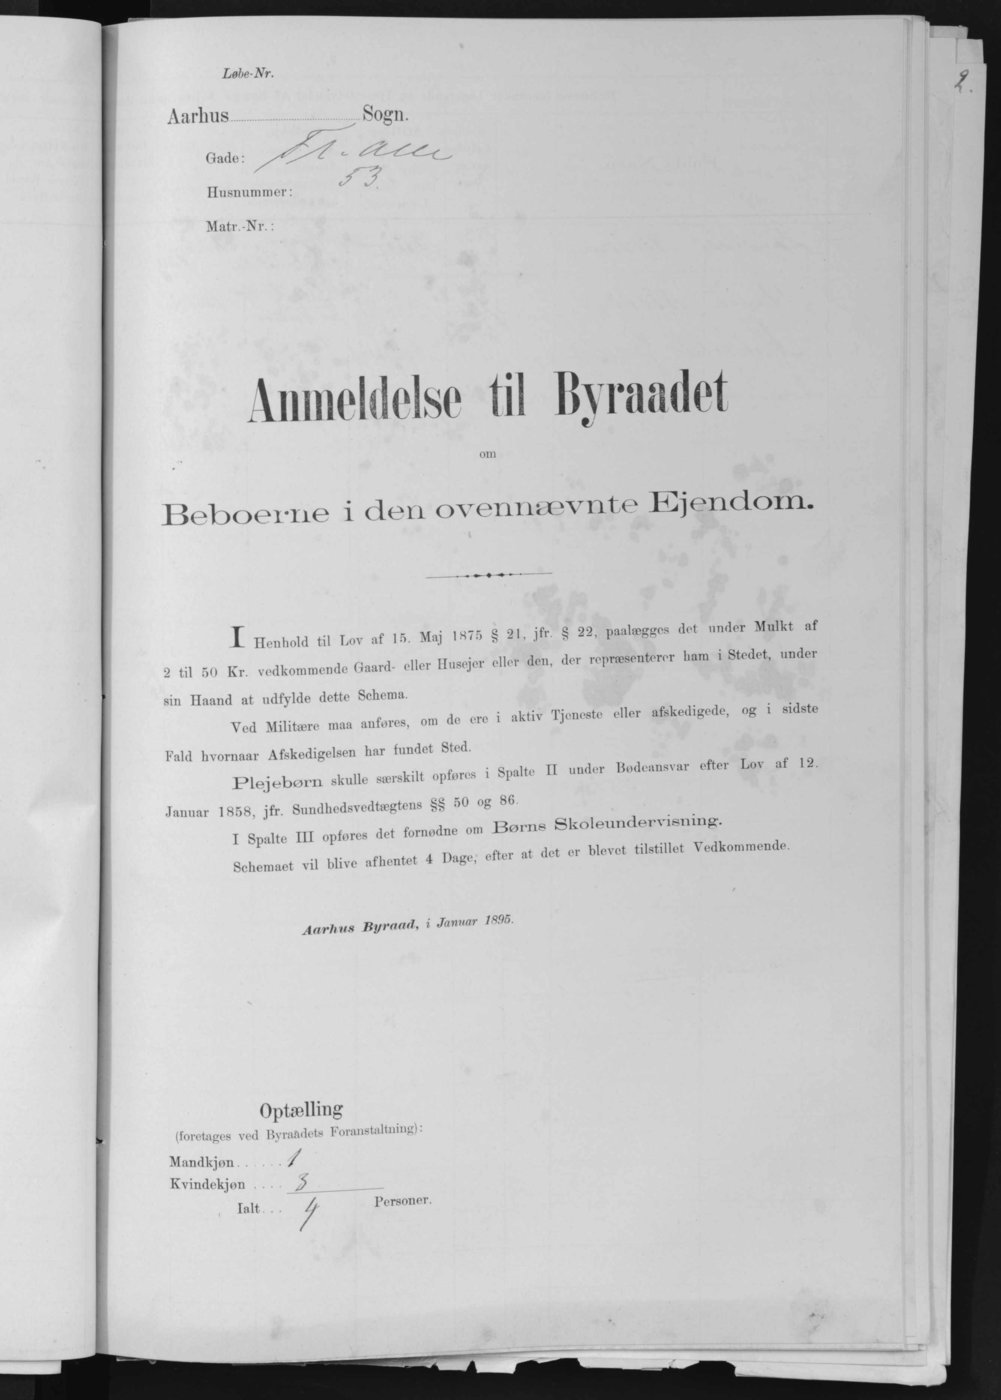 2.
Løbe-Nr.
Aarhus Sogn.
Gade: Fr. alle
Husnummer: 53.
Matr.-Nr.:
Anmeldelse til Byraadet
om
Beboerne i den ovennævnte Ejendom.
I Henhold til Lov af 15. Maj 1875 § 21, jfr. § 22, paalægges det under Mulkt af
2 til 50 Kr. vedkommende Gaard- eller Husejer eller den, der repræsenterer ham i Stedet, under
sin Haand at udfylde dette Schema.
Ved Militære maa anføres, om de ere i aktiv Tjeneste eller afskedigede, og i sidste
Fald hvornaar Afskedigelsen har fundet Sted.
Plejebørn skulle særskilt opføres i Spalte II under Bødeansvar efter Lov af 12.
Januar 1858, jfr. Sundhedsvedtægtens §§ 50 og 86.
I Spalte III opføres det fornødne om Børns Skoleundervisning.
Schemaet vil blive afhentet 4 Dage, efter at det er blevet tilstillet Vedkommende.
Aarhus Byraad, i Januar 1895.
Optælling
(foretages ved Byraadets Foranstaltning):
Mandkjøn...... 1
Kvindekjøn.... 3
Ialt... 4 Personer.